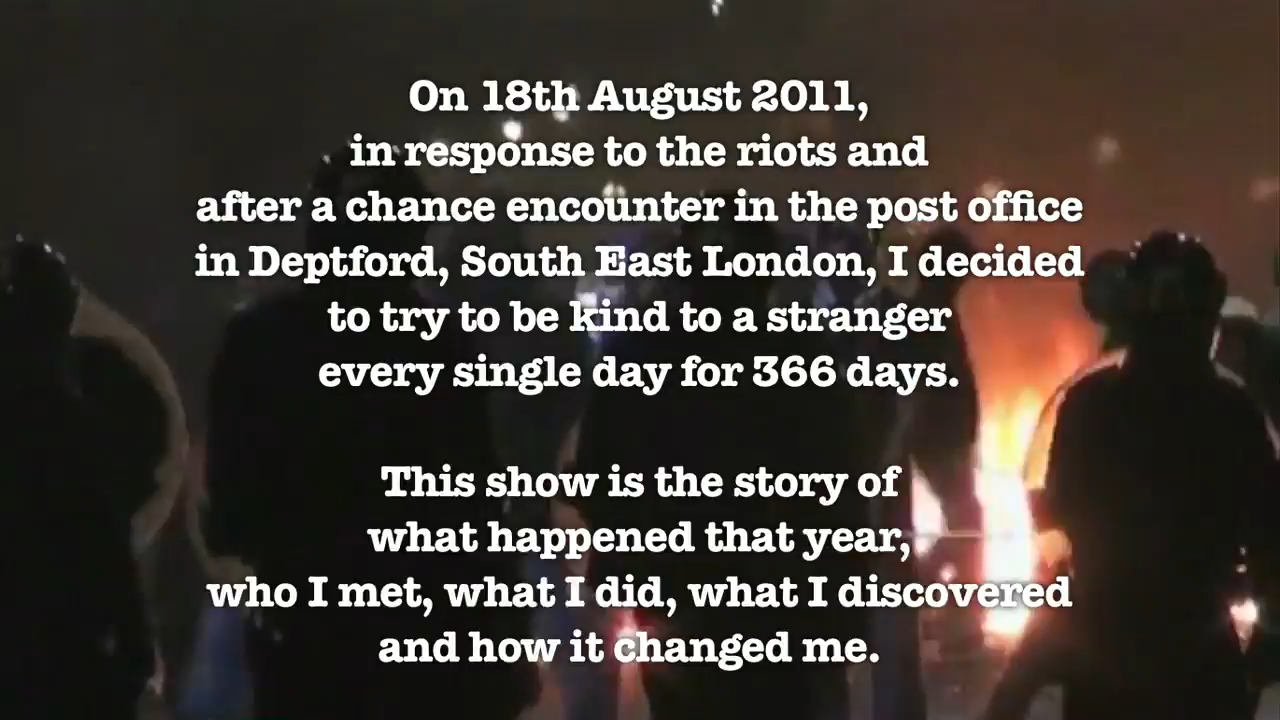 On 18th August 2011,
in response to the riots and
after a chance encounter in the post office
in Deptford, South East London, I decided
to try to be kind to a stranger
every single day for 366 days.
This show is the story of
what happened that year,
who I met, what I did, what I discovered
and how it changed me.